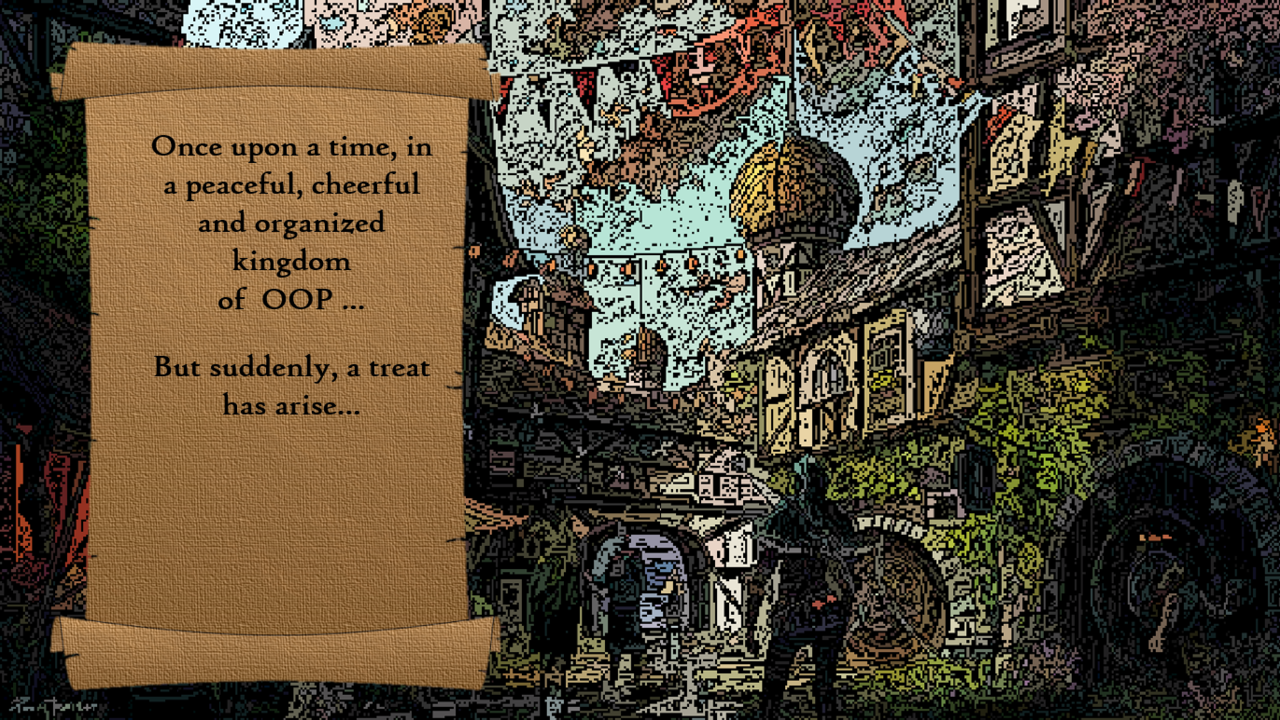 Once upon a time, in
a peaceful, cheerful
and organized
kingdom
of OOP ...
But suddenly, a treat
has arise...